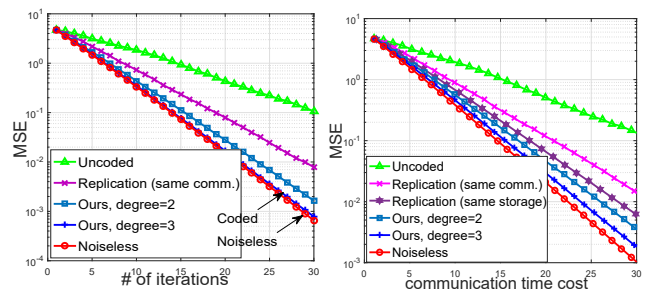 10^1
10^0
10^-1
10^-2
10^-3
10^-4
MSE
Uncoded
Replication (same comm.)
Ours, degree=2
Ours, degree=3
Noiseless
Coded
Noiseless
0 5 10 15 20 25 30
# of iterations
10^1
10^0
10^-1
10^-2
10^-3
MSE
Uncoded
Replication (same comm.)
Replication (same storage)
Ours, degree=2
Ours, degree=3
Noiseless
0 5 10 15 20 25 30
communication time cost